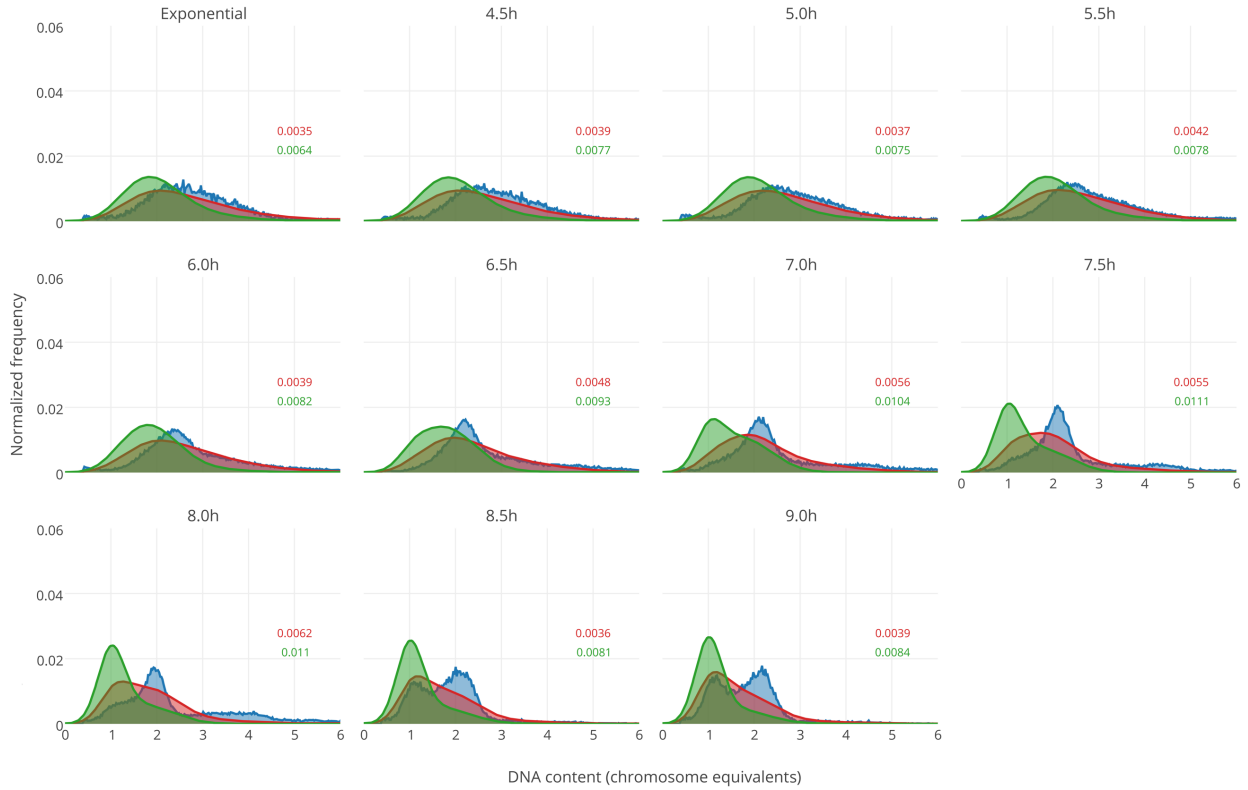 Exponential
4.5h
5.0h
5.5h
0.06
0.04
0.02
0
0.0035
0.0064
0.0039
0.0077
0.0037
0.0075
0.0042
0.0078
6.0h
6.5h
7.0h
7.5h
0.06
0.04
0.02
0
0.0039
0.0082
0.0048
0.0093
0.0056
0.0104
0.0055
0.0111
0 1 2 3 4 5 6
Normalized frequency
8.0h
8.5h
9.0h
0.06
0.04
0.02
0
0.0062
0.011
0.0036
0.0081
0.0039
0.0084
0 1 2 3 4 5 6
0 1 2 3 4 5 6
0 1 2 3 4 5 6
DNA content (chromosome equivalents)